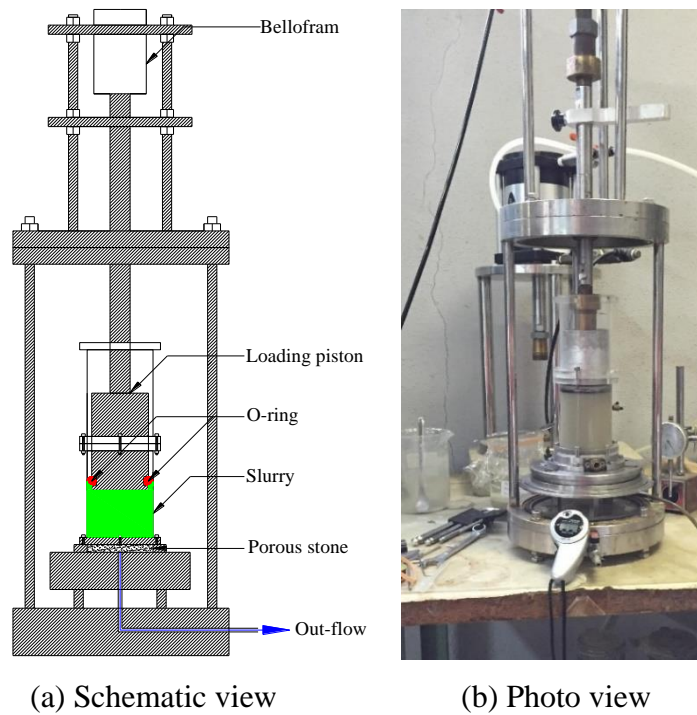 Bellofram
Loading piston
O-ring
Slurry
Porous stone
Out-flow
(a) Schematic view
(b) Photo view